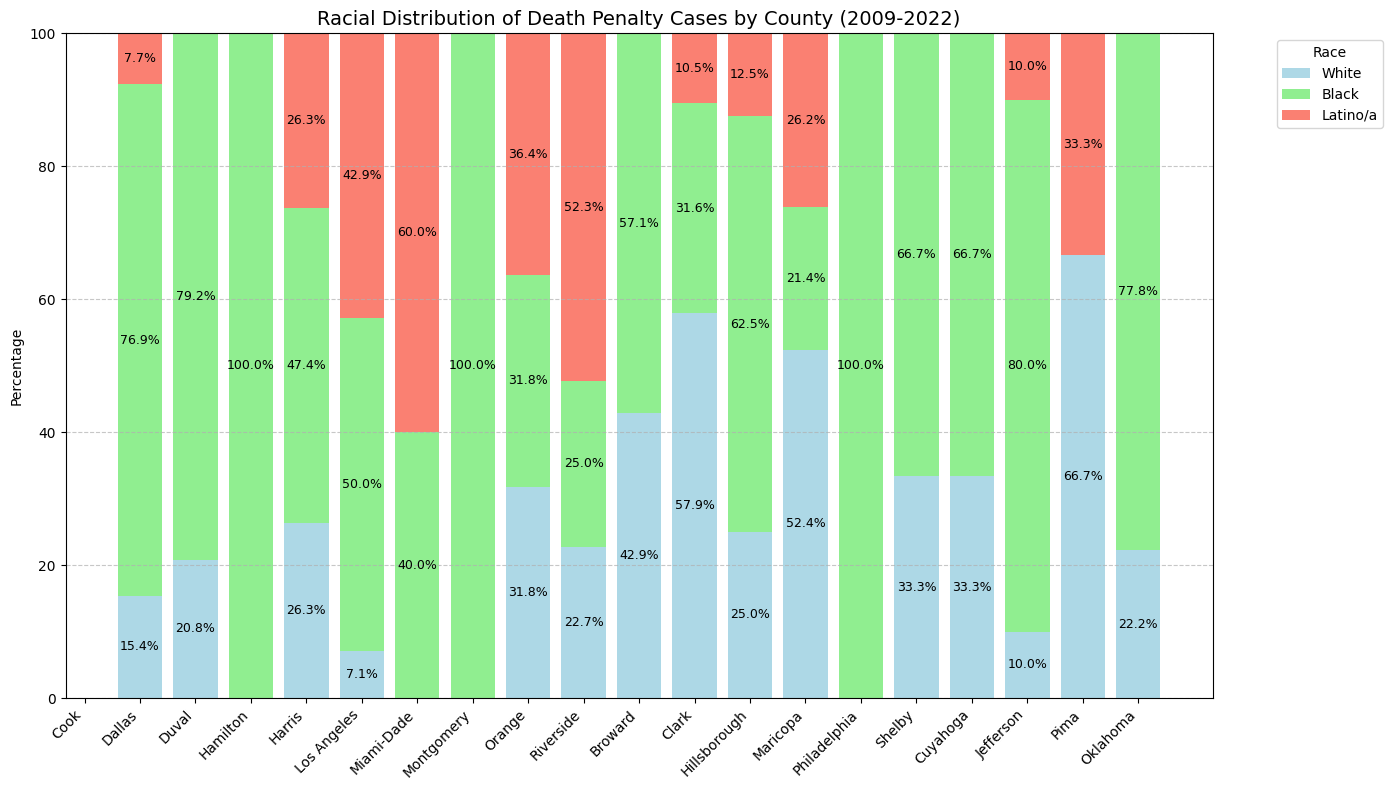 Racial Distribution of Death Penalty Cases by County (2009-2022)
Race
White
Black
Latino/a
Percentage
100
80
60
40
20
0
15.4%
76.9%
7.7%
20.8%
79.2%
100.0%
26.3%
47.4%
26.3%
7.1%
50.0%
42.9%
40.0%
60.0%
100.0%
31.8%
31.8%
36.4%
22.7%
25.0%
52.3%
42.9%
57.1%
57.9%
31.6%
10.5%
25.0%
62.5%
12.5%
52.4%
21.4%
26.2%
100.0%
33.3%
66.7%
33.3%
66.7%
10.0%
80.0%
10.0%
66.7%
33.3%
22.2%
77.8%
Cook
Dallas
Duval
Hamilton
Harris
Los Angeles
Miami-Dade
Montgomery
Orange
Riverside
Broward
Clark
Hillsborough
Maricopa
Philadelphia
Shelby
Cuyahoga
Jefferson
Pima
Oklahoma